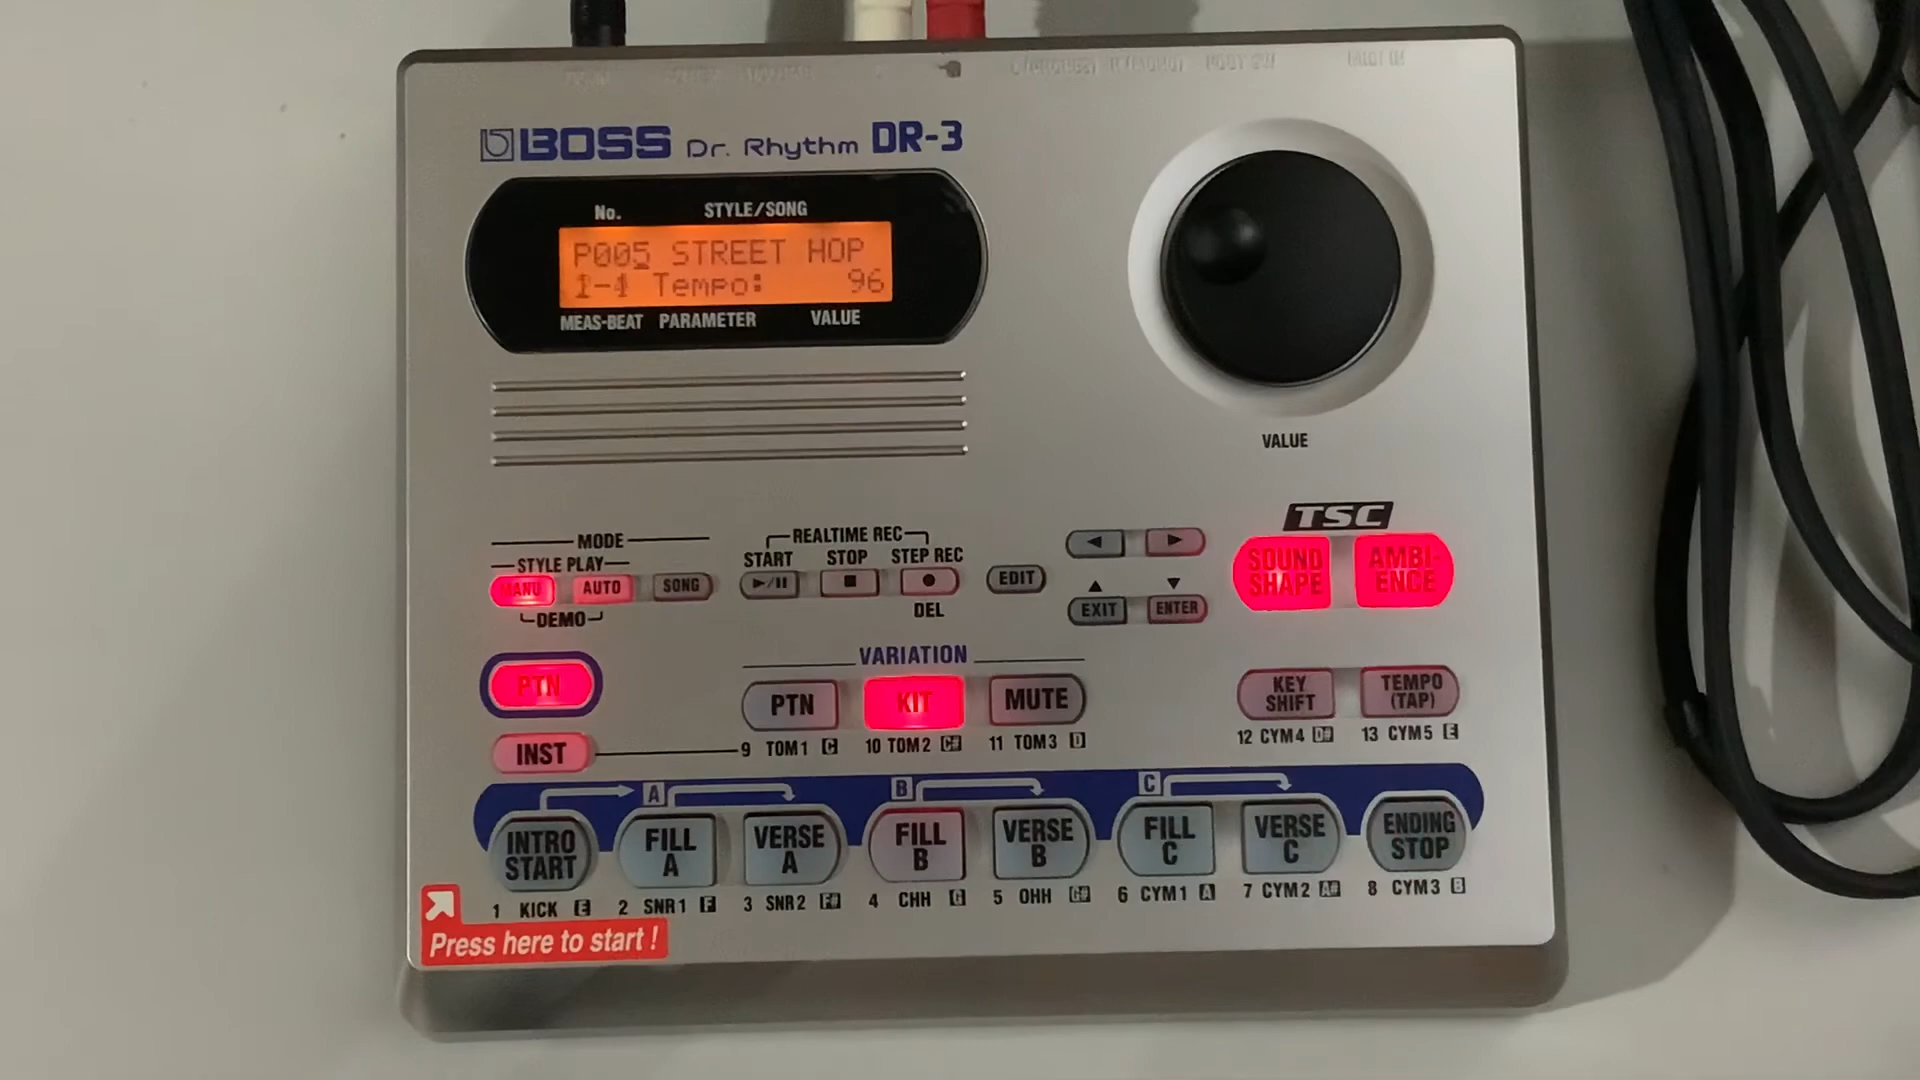 BOSS Dr. Rhythm DR-3
No. STYLE/SONG
P005 STREET HOP
1-4 Tempo: 96
MEAS-BEAT PARAMETER VALUE
VALUE
TSC
MODE
STYLE PLAY
MANU AUTO SONG
DEMO
REALTIME REC
START STOP STEP REC
DEL
EDIT
EXIT ENTER
SOUND SHAPE
AMBI-ENCE
PTN
VARIATION
PTN KIT MUTE
KEY SHIFT
TEMPO (TAP)
INST
9 TOM1 C 10 TOM2 C# 11 TOM3 D
12 CYM4 D# 13 CYM5 E
A B C
INTRO START
FILL A
VERSE A
FILL B
VERSE B
FILL C
VERSE C
ENDING STOP
1 KICK E 2 SNR1 F 3 SNR2 F# 4 CHH G 5 OHH G# 6 CYM1 A 7 CYM2 A# 8 CYM3 B
Press here to start !